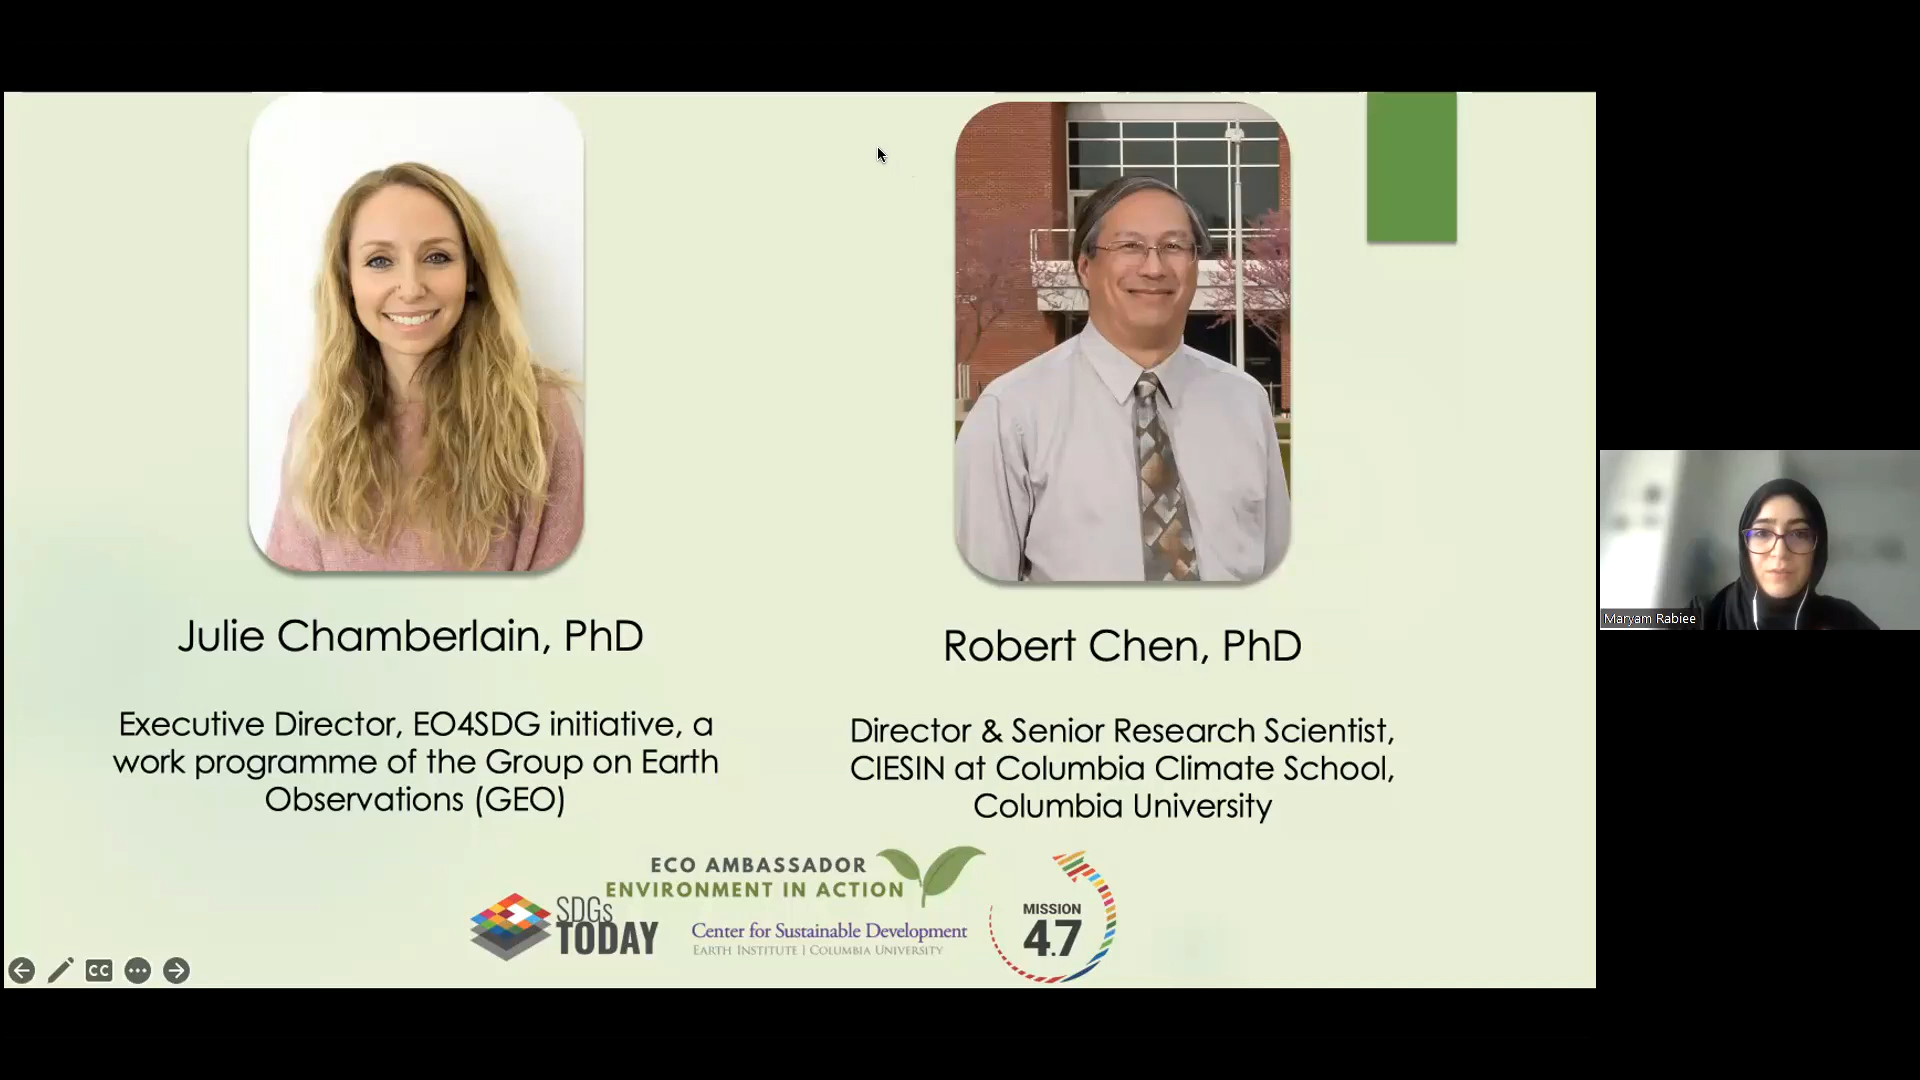 Julie Chamberlain, PhD
Executive Director, EO4SDG initiative, a
work programme of the Group on Earth
Observations (GEO)
Robert Chen, PhD
Director & Senior Research Scientist,
CIESIN at Columbia Climate School,
Columbia University
ECO AMBASSADOR
ENVIRONMENT IN ACTION
SDGs
TODAY
Center for Sustainable Development
EARTH INSTITUTE | COLUMBIA UNIVERSITY
MISSION
4.7
CC
Maryam Rabiee